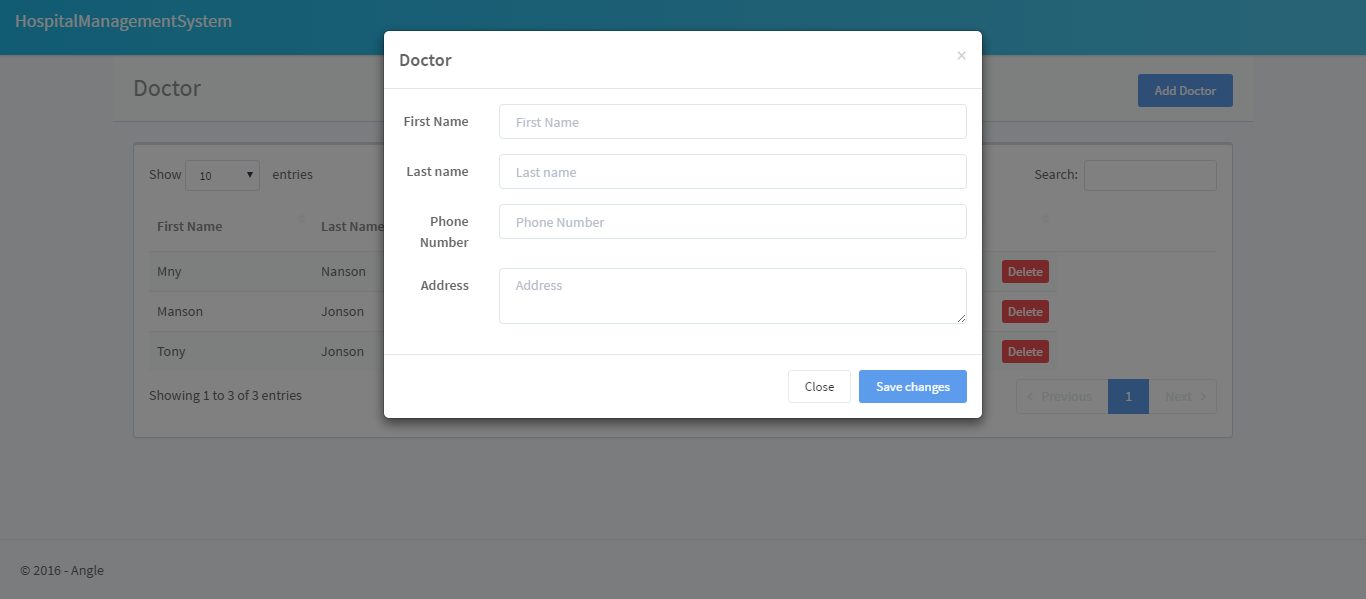 HospitalManagementSystem
Doctor
Add Doctor
Show 10 entries
Search:
First Name Last Name
Mny Nanson Delete
Manson Jonson Delete
Tony Jonson Delete
Showing 1 to 3 of 3 entries
Previous 1 Next
Doctor ×
First Name First Name
Last name Last name
Phone Number Phone Number
Address Address
Close Save changes
© 2016 - Angle